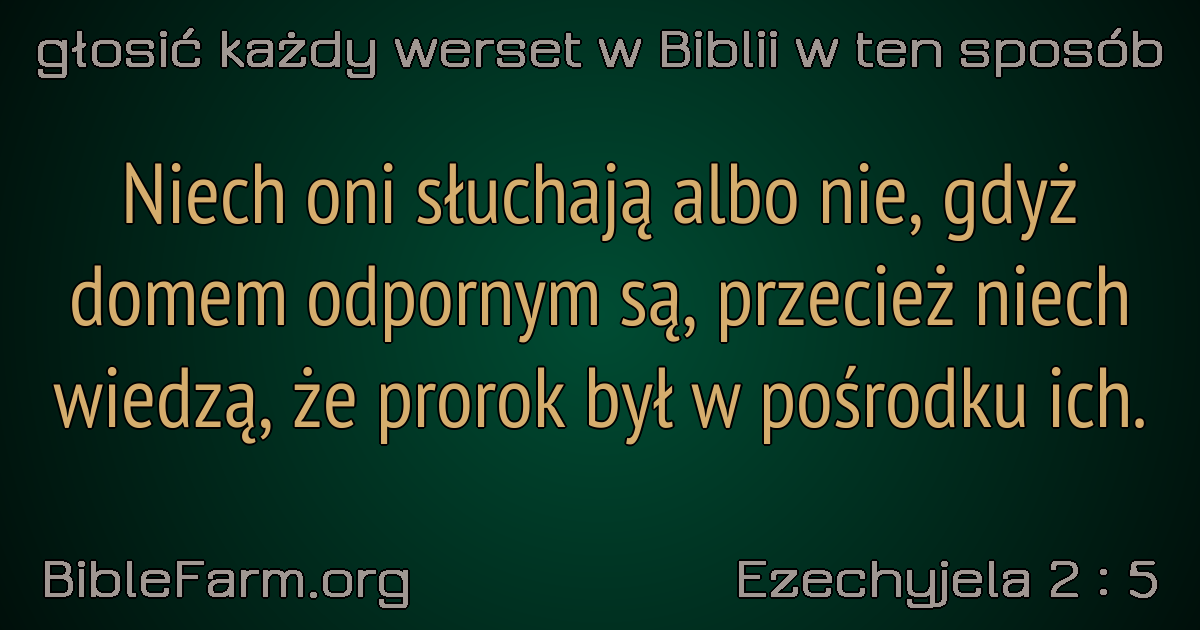 głosić każdy werset w Biblii w ten sposób
Niech oni słuchają albo nie, gdyż
domem odpornym są, przecież niech
wiedzą, że prorok był w pośrodku ich.
BibleFarm.org
Ezechyjela 2 : 5